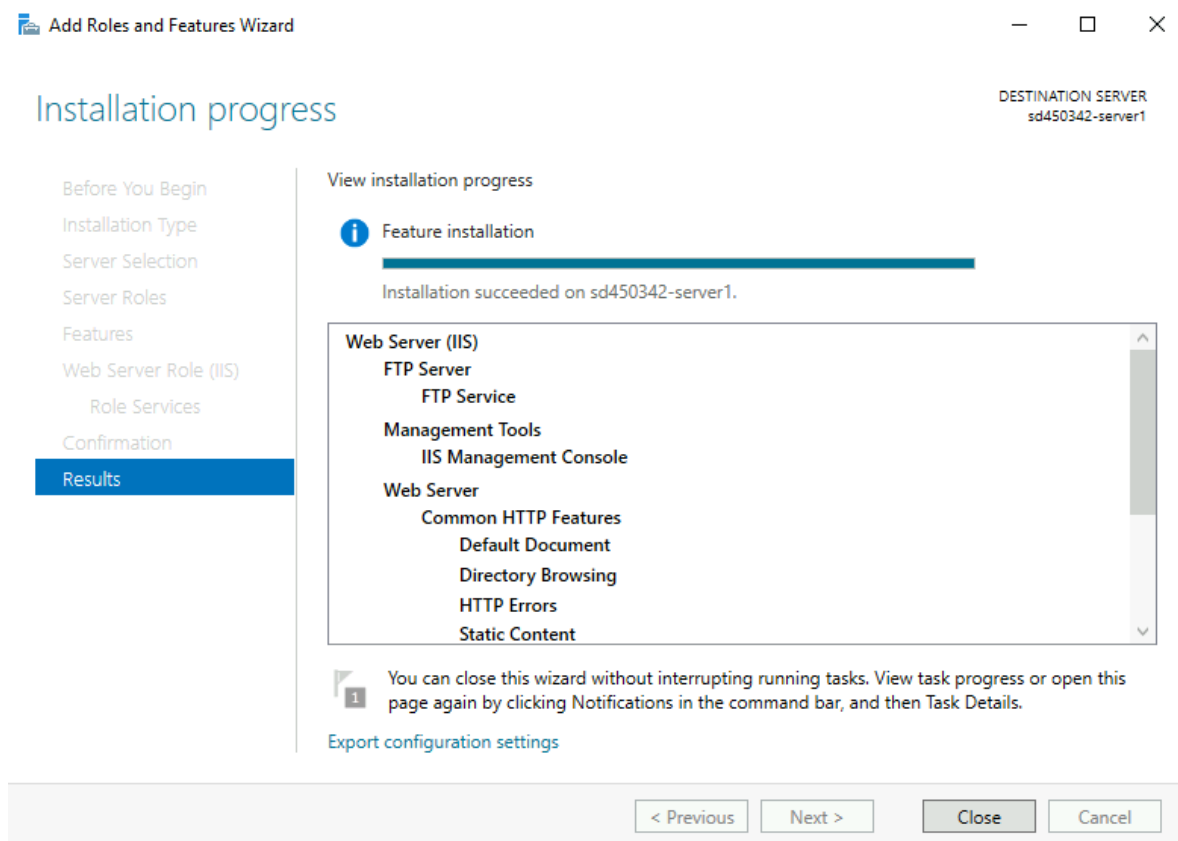 Add Roles and Features Wizard
Installation progress
DESTINATION SERVER
sd450342-server1
Before You Begin
Installation Type
Server Selection
Server Roles
Features
Web Server Role (IIS)
Role Services
Confirmation
Results
View installation progress
Feature installation
Installation succeeded on sd450342-server1.
Web Server (IIS)
FTP Server
FTP Service
Management Tools
IIS Management Console
Web Server
Common HTTP Features
Default Document
Directory Browsing
HTTP Errors
Static Content
1
You can close this wizard without interrupting running tasks. View task progress or open this
page again by clicking Notifications in the command bar, and then Task Details.
Export configuration settings
< Previous
Next >
Close
Cancel